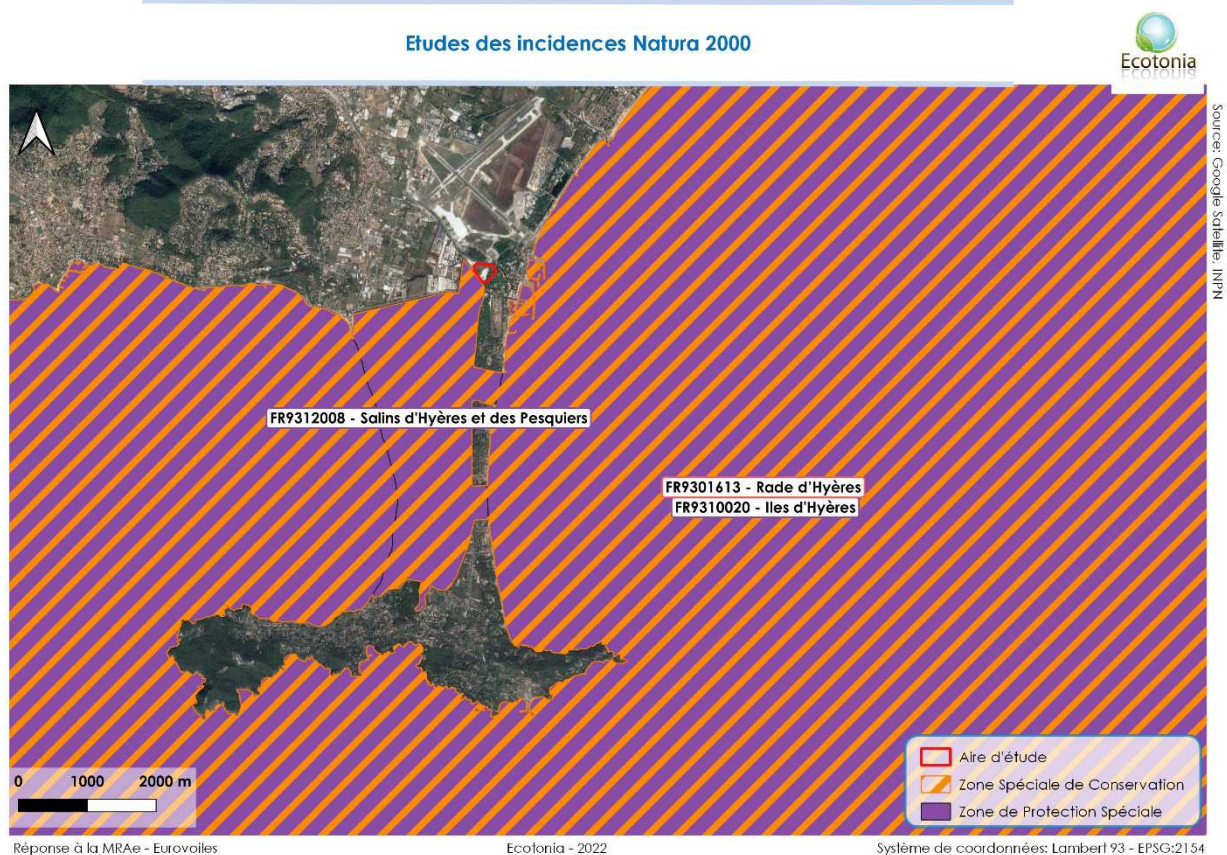 Etudes des incidences Natura 2000
Ecotonia
Source: Google Satellite, INPN
FR9312008 - Salins d'Hyères et des Pesquiers
FR9301613 - Rade d'Hyères
FR9310020 - Iles d'Hyères
0 1000 2000 m
Aire d'étude
Zone Spéciale de Conservation
Zone de Protection Spéciale
Réponse à la MRAe - Eurovoiles
Ecotonia - 2022
Système de coordonnées: Lambert 93 - EPSG:2154